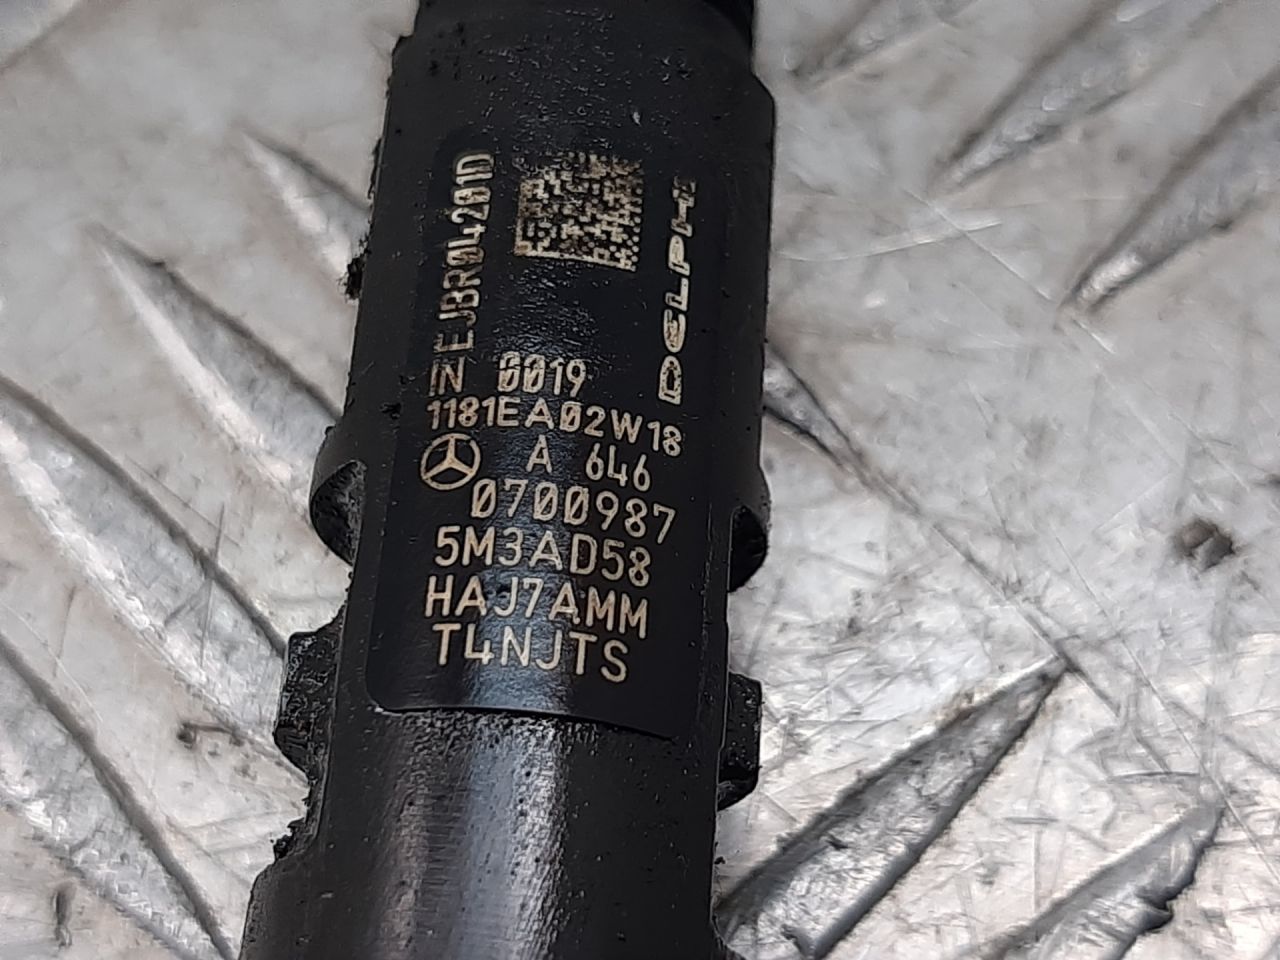 EJBR04201D
DELPHI
IN 0019
1181EA02W18
A 646
0700987
5M3AD58
HAJ7AMM
T4NJTS